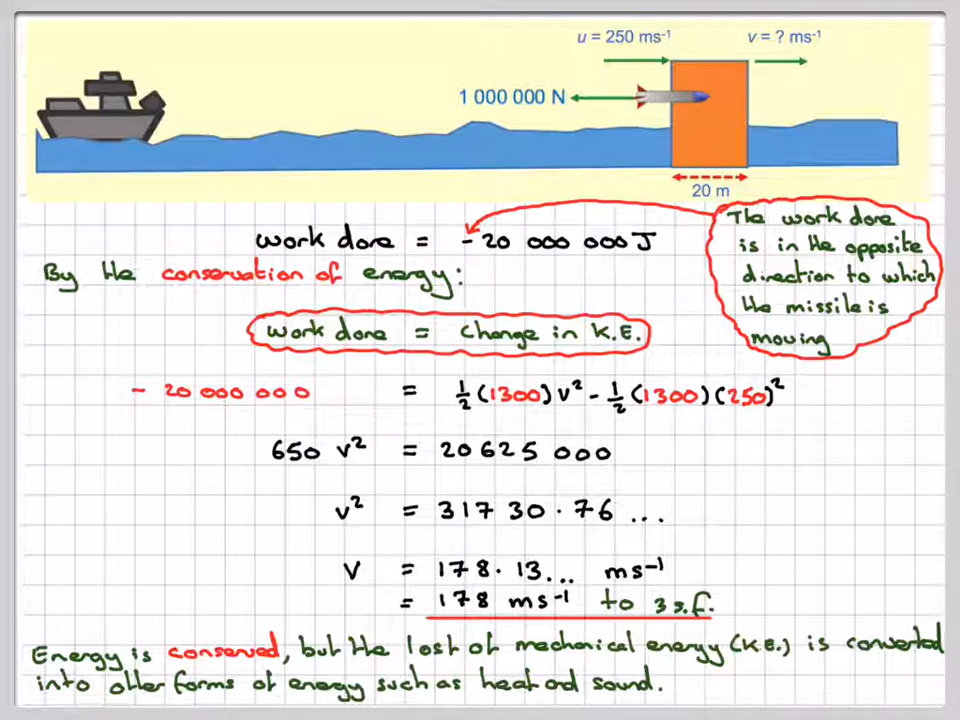 u = 250 ms⁻¹ v = ? ms⁻¹
1 000 000 N
20 m
work done = -20 000 000 J
The work done
is in the opposite
direction to which
the missile is
moving
By the conservation of energy:
work done = Change in K.E.
- 20 000 000 = ½(1300)v² - ½(1300)(250)²
650 v² = 20 625 000
v² = 31730.76 ...
v = 178.13... ms⁻¹
= 178 ms⁻¹ to 3 s.f.
Energy is conserved, but the lost of mechanical energy (K.E.) is converted
into other forms of energy such as heat and sound.